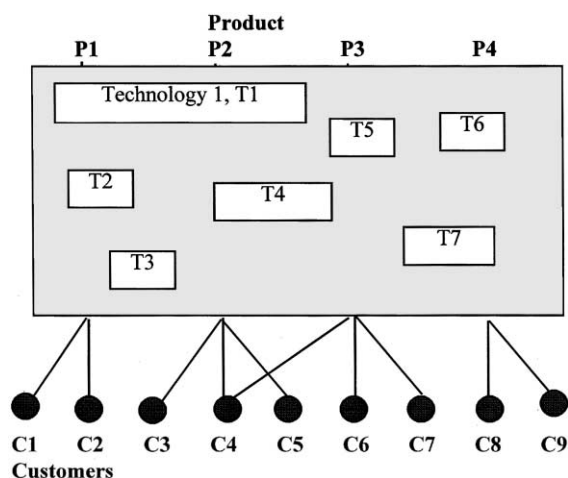 Product
P1 P2 P3 P4
Technology 1, T1
T5
T6
T2
T4
T7
T3
C1 C2 C3 C4 C5 C6 C7 C8 C9
Customers